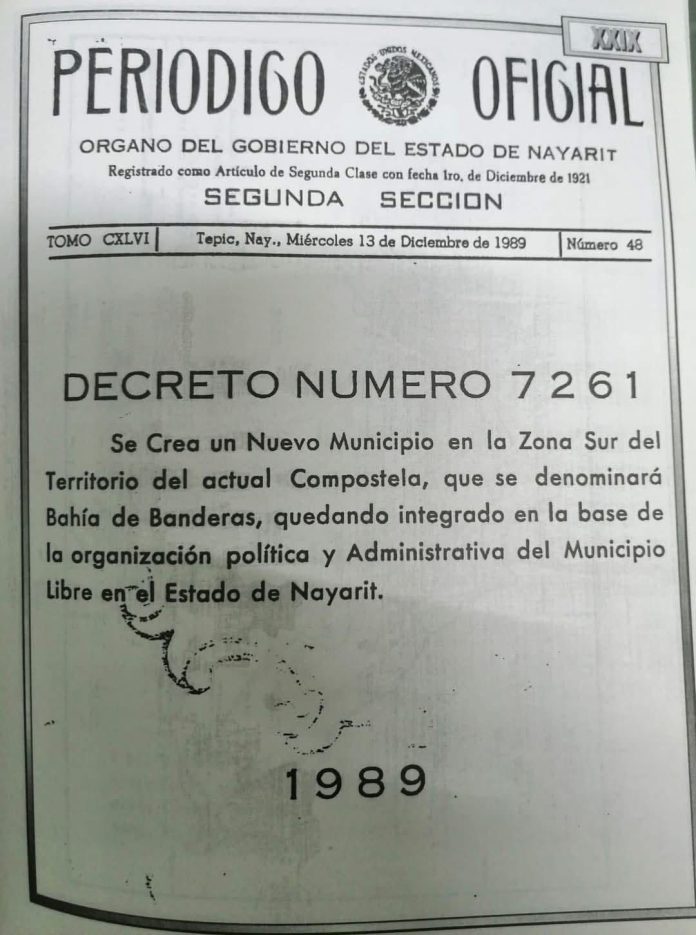 XXIX
PERIODICO OFICIAL
ESTADOS UNIDOS MEXICANOS
ORGANO DEL GOBIERNO DEL ESTADO DE NAYARIT
Registrado como Artículo de Segunda Clase con fecha 1ro. de Diciembre de 1921
SEGUNDA SECCION
TOMO CXLVI Tepic, Nay., Miércoles 13 de Diciembre de 1989 Número 48
DECRETO NUMERO 7261
Se Crea un Nuevo Municipio en la Zona Sur del
Territorio del actual Compostela, que se denominará
Bahía de Banderas, quedando integrado en la base de
la organización política y Administrativa del Municipio
Libre en el Estado de Nayarit.
1989